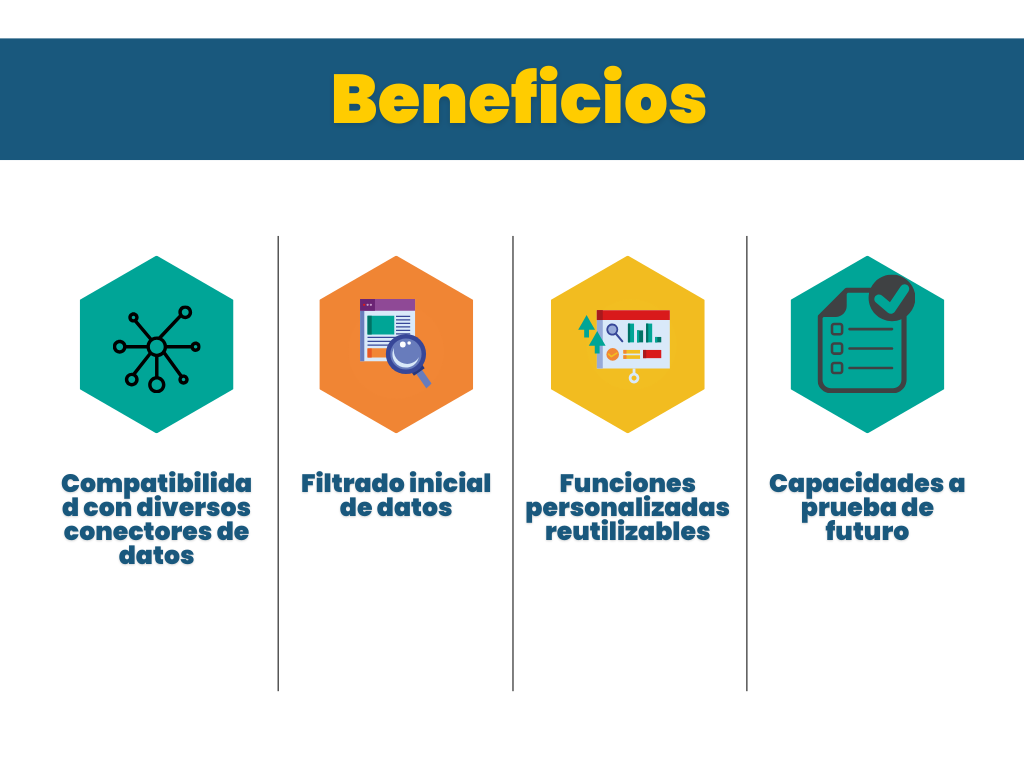 Beneficios
Compatibilida
d con diversos
conectores de
datos
Filtrado inicial
de datos
Funciones
personalizadas
reutilizables
Capacidades a
prueba de
futuro